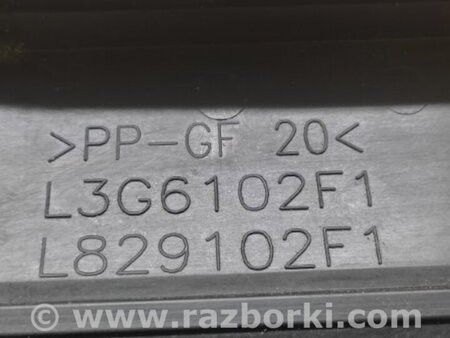 >PP-GF 20<
L3G6102F1
L829102F1
© www.razborki.com